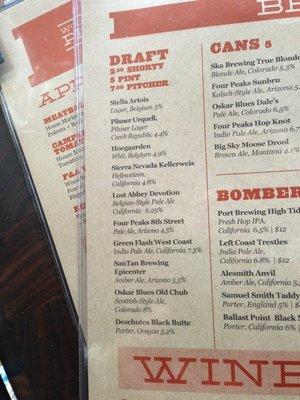 BE
DRAFT
2.50 SHORTY
5 PINT
7.50 PITCHER
Stella Artois
Lager, Belgium 5%
Pilsner Urquell,
Pilsner Lager
Czech Republic 4.4%
Hoegaarden
Whit, Belgium 4.9%
Sierra Nevada Kellerweis
Hefeweizen,
California 4.8%
Lost Abbey Devotion
Belgian-Style Pale Ale
California 6.25%
Four Peaks 8th Street
Pale Ale, Arizona 4.5%
Green Flash West Coast
India Pale Ale, California 7.3%
SanTan Brewing
Epicenter
Amber Ale, Arizona 5.5%
Oskar Blues Old Chub
Scottish-Style Ale,
Colorado 8%
Deschutes Black Butte
Porter, Oregon 5.2%
CANS 5
Ska Brewing True Blonde
Blonde Ale, Colorado 5.3%
Four Peaks Sunbru
Kolsch-Style Ale, Arizona 5.
Oskar Blues Dale's
Pale Ale, Colorado 6.5%
Four Peaks Hop Knot
India Pale Ale, Arizona 6.7
Big Sky Moose Drool
Brown Ale, Montana 4.1%
BOMBER
Port Brewing High Tid
Fresh Hop IPA,
California 6.5% | $12
Left Coast Trestles
India Pale Ale,
California 6.8% | $12
Alesmith Anvil
Amber Ale, California 5.
Samuel Smith Taddy
Porter, England 5% | $
Ballast Point Black M
Porter, California 6% |
WINE
APP
MEATBA
House Mari
Polenta
CAMP
TOMA
House
Tomato